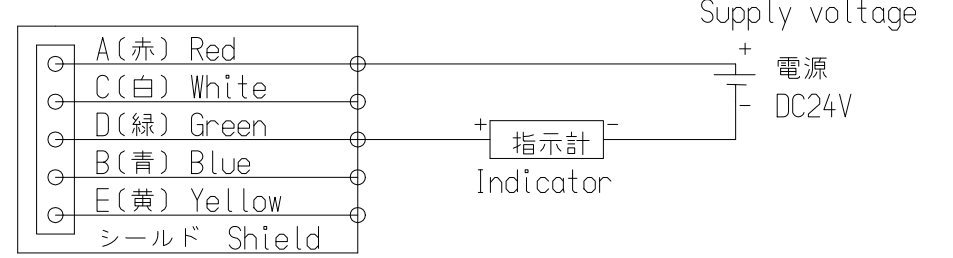 Supply voltage
A(赤) Red
+
電源
C(白) White
-
DC24V
D(緑) Green
+
指示計
-
B(青) Blue
Indicator
E(黄) Yellow
シールド Shield